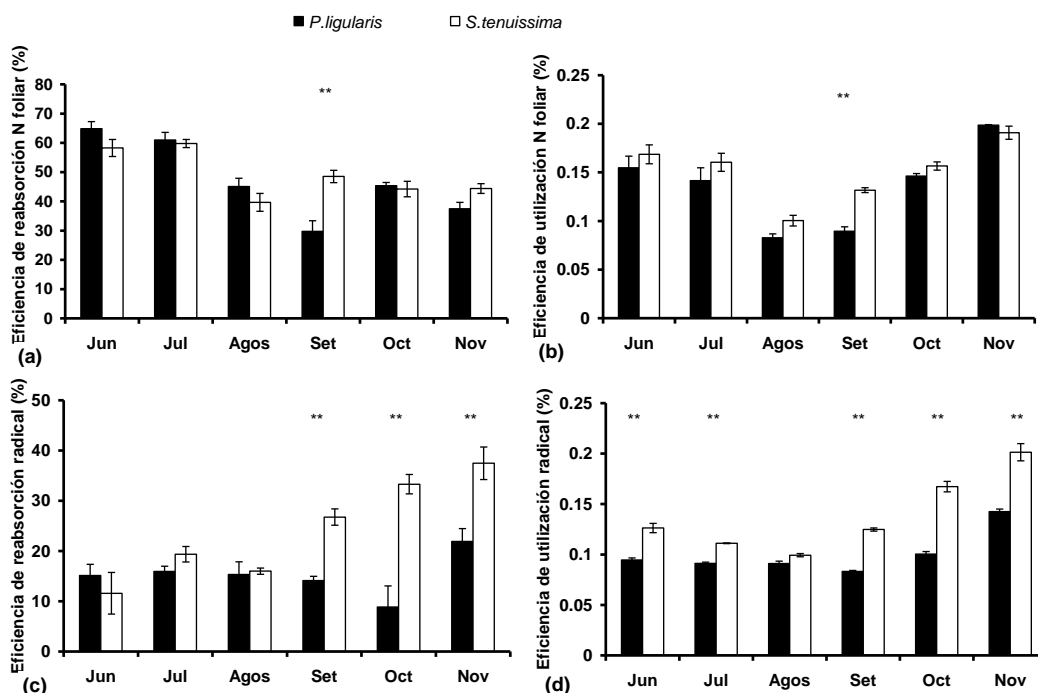 P.ligularis S.tenuissima
Eficiencia de reabsorción N foliar (%)
80
70
60
50
40
30
20
10
0
**
Jun Jul Agos Set Oct Nov
(a)
Eficiencia de utilización N foliar (%)
0.25
0.2
0.15
0.1
0.05
0
**
Jun Jul Agos Set Oct Nov
(b)
Eficiencia de reabsorción radical (%)
50
40
30
20
10
0
** ** **
Jun Jul Agos Set Oct Nov
(c)
Eficiencia de utilización radical (%)
0.25
0.2
0.15
0.1
0.05
0
** ** ** ** **
Jun Jul Agos Set Oct Nov
(d)